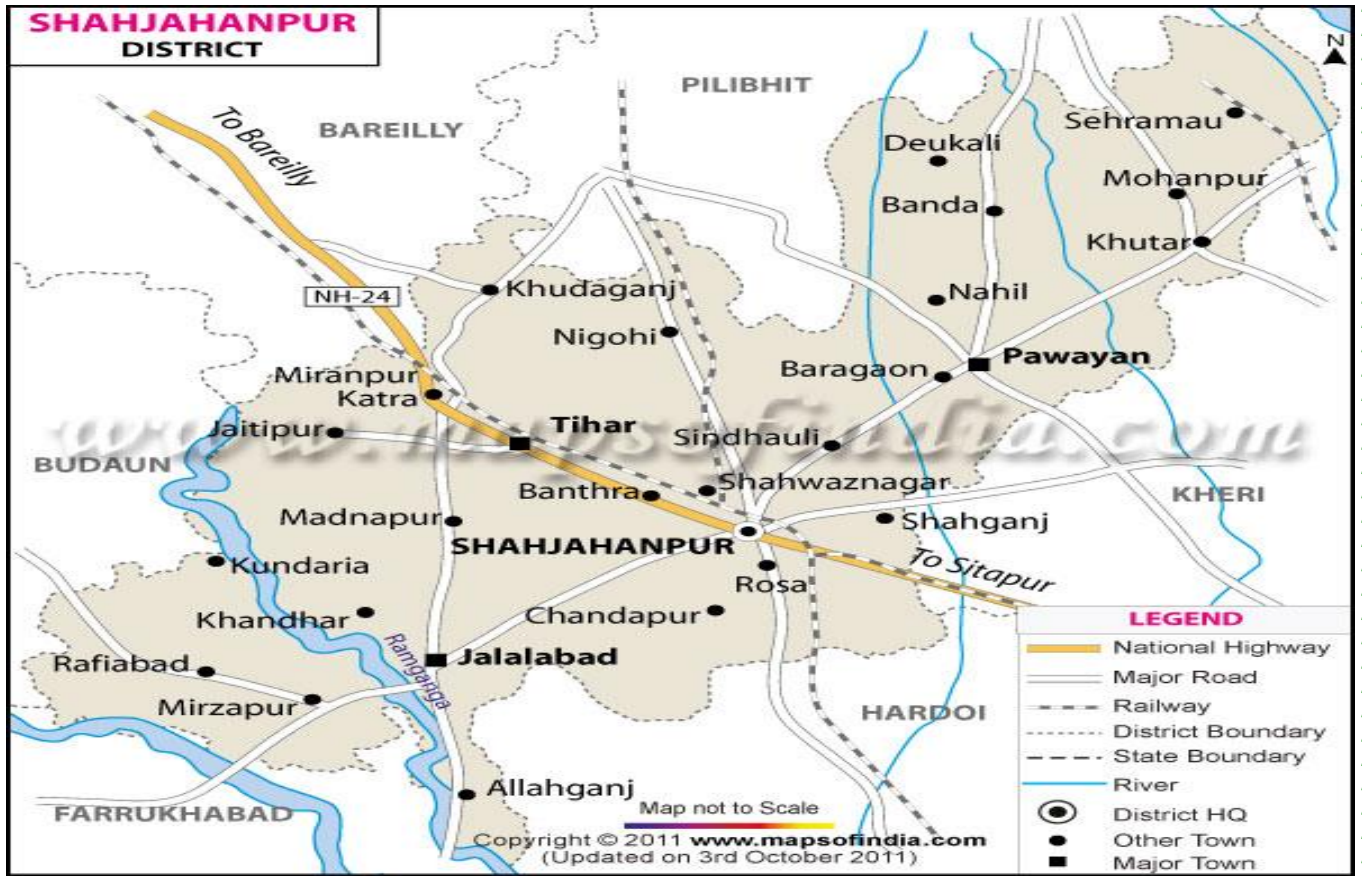 SHAHJAHANPUR
DISTRICT
N
PILIBHIT
BAREILLY
To Bareilly
Sehramau
Deukali
Mohanpur
Banda
Khutar
NH-24
Khudaganj
Nahil
Nigohi
Pawayan
Baragaon
Miranpur
Katra
www.mapsofindia.com
Tihar
Jaitipur
Sindhauli
BUDAUN
Shahwaznagar
Banthra
KHERI
Madnapur
Shahganj
SHAHJAHANPUR
To Sitapur
Kundaria
Rosa
Khandhar
Chandapur
Ramganga
Jalalabad
Rafiabad
Mirzapur
HARDOI
Allahganj
FARRUKHABAD
Map not to Scale
Copyright © 2011 www.mapsofindia.com
(Updated on 3rd October 2011)
LEGEND
National Highway
Major Road
Railway
District Boundary
State Boundary
River
District HQ
Other Town
Major Town